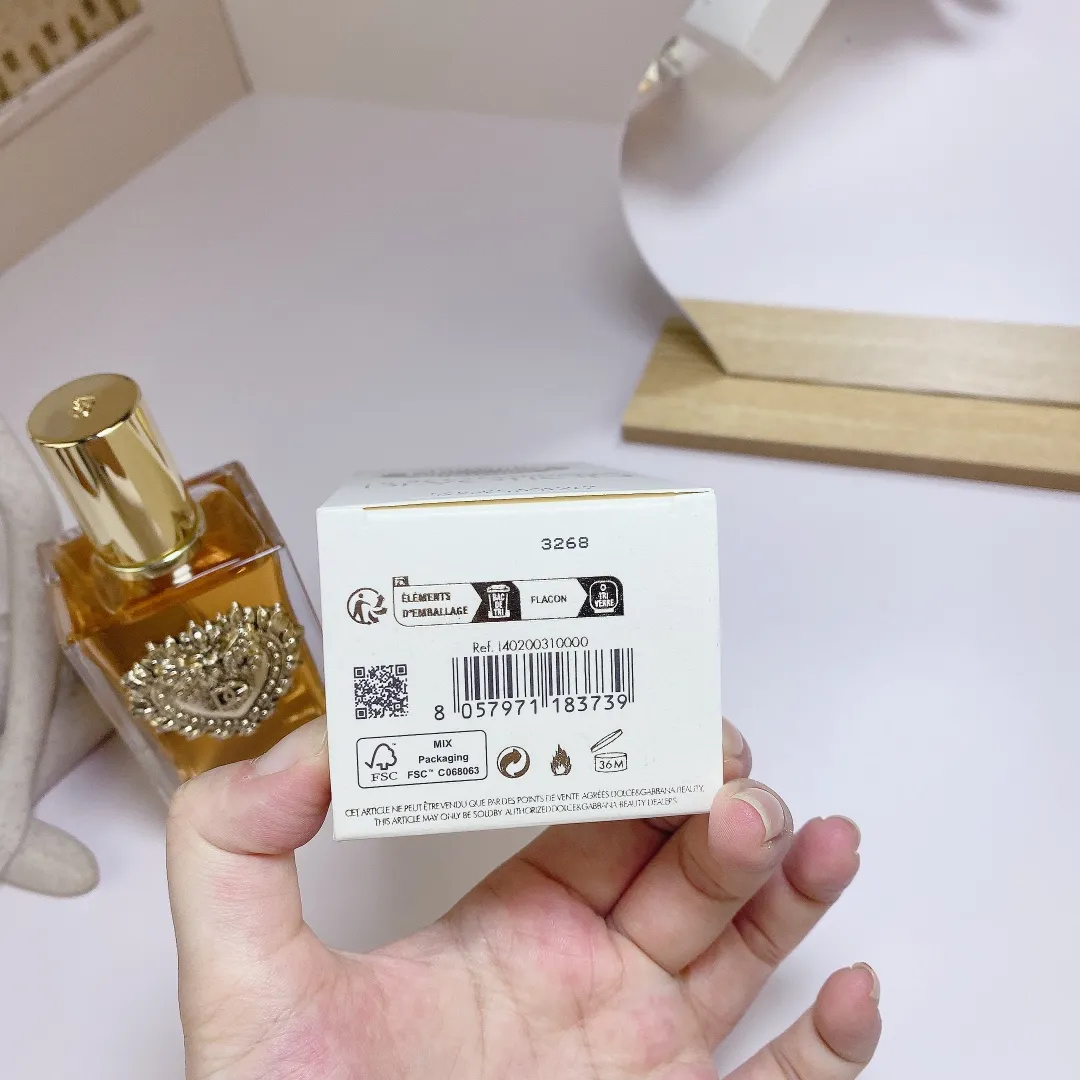 3268
FR
ÉLÉMENTS
D'EMBALLAGE
BAC
DE
TRI
FLACON
TRI
VERRE
Ref. I40200310000
8 057971 183739
MIX
Packaging
FSC™ C068063
FSC
36M
CET ARTICLE NE PEUT ÊTRE VENDU QUE PAR DES POINTS DE VENTE AGRÉÉS DOLCE&GABBANA BEAUTY.
THIS ARTICLE MAY ONLY BE SOLD BY AUTHORIZED DOLCE&GABBANA BEAUTY DEALERS.